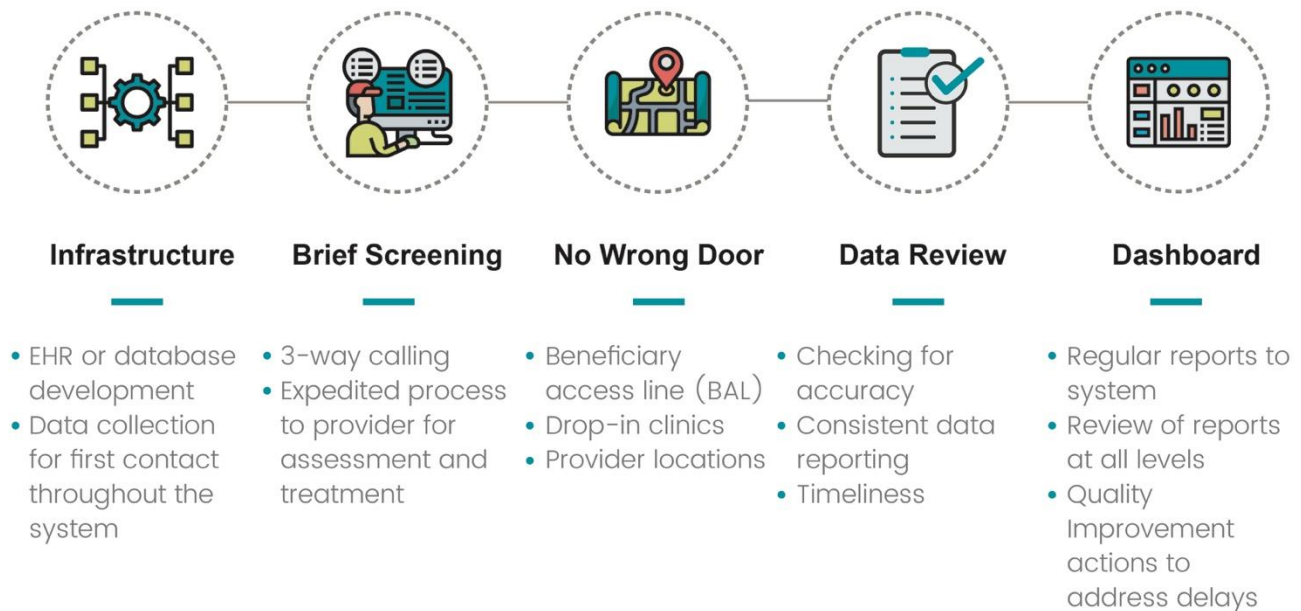 Infrastructure
• EHR or database
development
• Data collection
for first contact
throughout the
system
Brief Screening
• 3-way calling
• Expedited process
to provider for
assessment and
treatment
No Wrong Door
• Beneficiary
access line (BAL)
• Drop-in clinics
• Provider locations
Data Review
• Checking for
accuracy
• Consistent data
reporting
• Timeliness
Dashboard
• Regular reports to
system
• Review of reports
at all levels
• Quality
Improvement
actions to
address delays